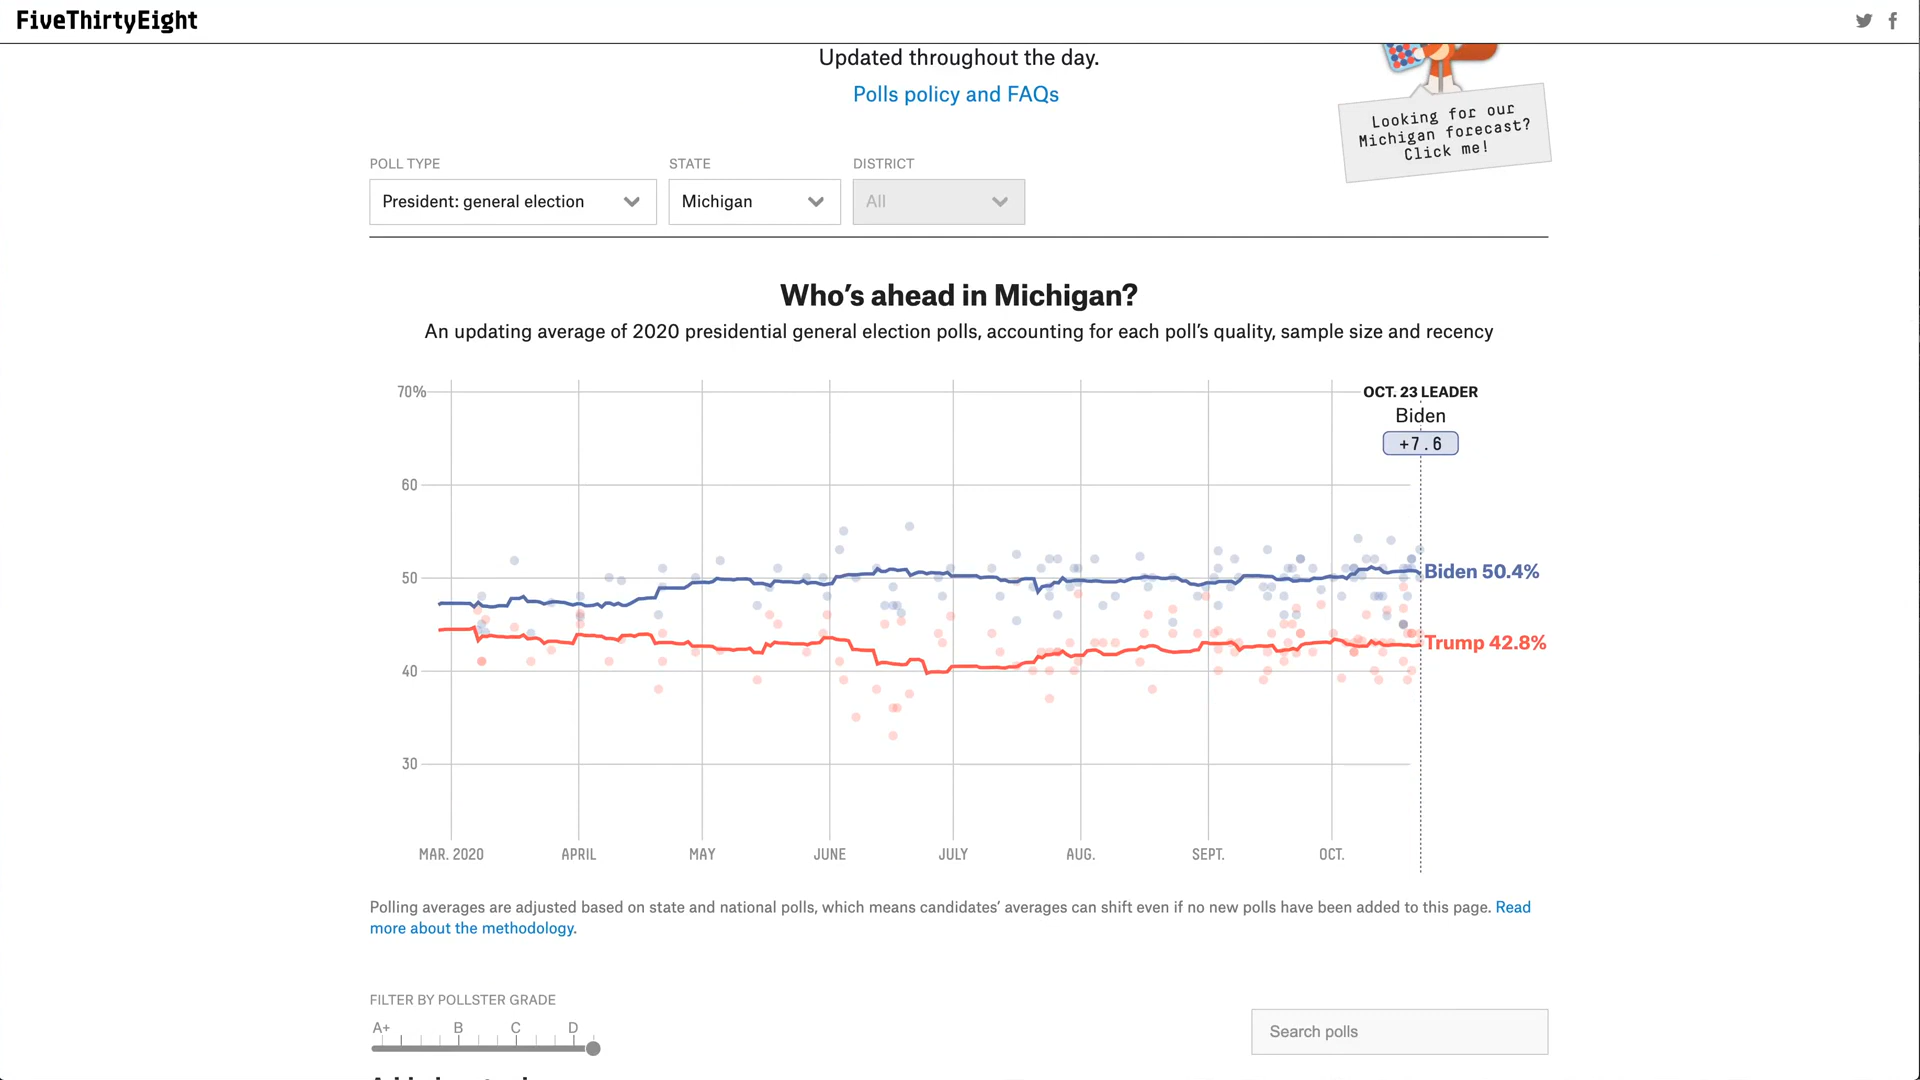 FiveThirtyEight
Updated throughout the day.
Polls policy and FAQs
Looking for our
Michigan forecast?
Click me!
POLL TYPE
STATE
DISTRICT
President: general election
Michigan
All
Who's ahead in Michigan?
An updating average of 2020 presidential general election polls, accounting for each poll's quality, sample size and recency
70%
OCT. 23 LEADER
Biden
+7.6
60
50
Biden 50.4%
Trump 42.8%
40
30
MAR. 2020
APRIL
MAY
JUNE
JULY
AUG.
SEPT.
OCT.
Polling averages are adjusted based on state and national polls, which means candidates' averages can shift even if no new polls have been added to this page. Read
more about the methodology.
FILTER BY POLLSTER GRADE
A+
B
C
D
Search polls